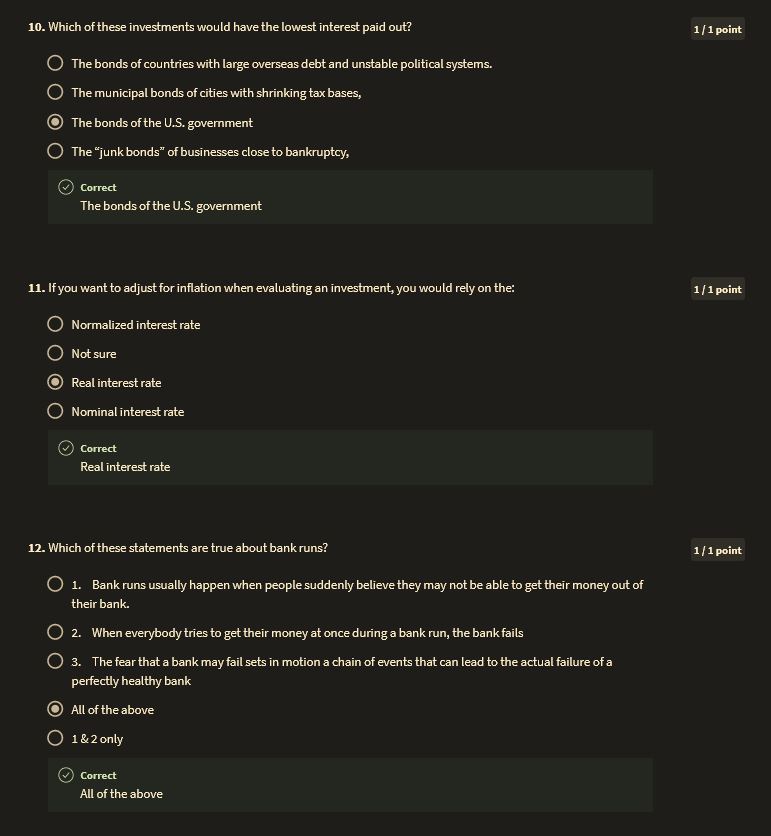 10. Which of these investments would have the lowest interest paid out?
1 / 1 point
The bonds of countries with large overseas debt and unstable political systems.
The municipal bonds of cities with shrinking tax bases,
The bonds of the U.S. government
The “junk bonds” of businesses close to bankruptcy,
Correct
The bonds of the U.S. government
11. If you want to adjust for inflation when evaluating an investment, you would rely on the:
1 / 1 point
Normalized interest rate
Not sure
Real interest rate
Nominal interest rate
Correct
Real interest rate
12. Which of these statements are true about bank runs?
1 / 1 point
1. Bank runs usually happen when people suddenly believe they may not be able to get their money out of
their bank.
2. When everybody tries to get their money at once during a bank run, the bank fails
3. The fear that a bank may fail sets in motion a chain of events that can lead to the actual failure of a
perfectly healthy bank
All of the above
1 & 2 only
Correct
All of the above